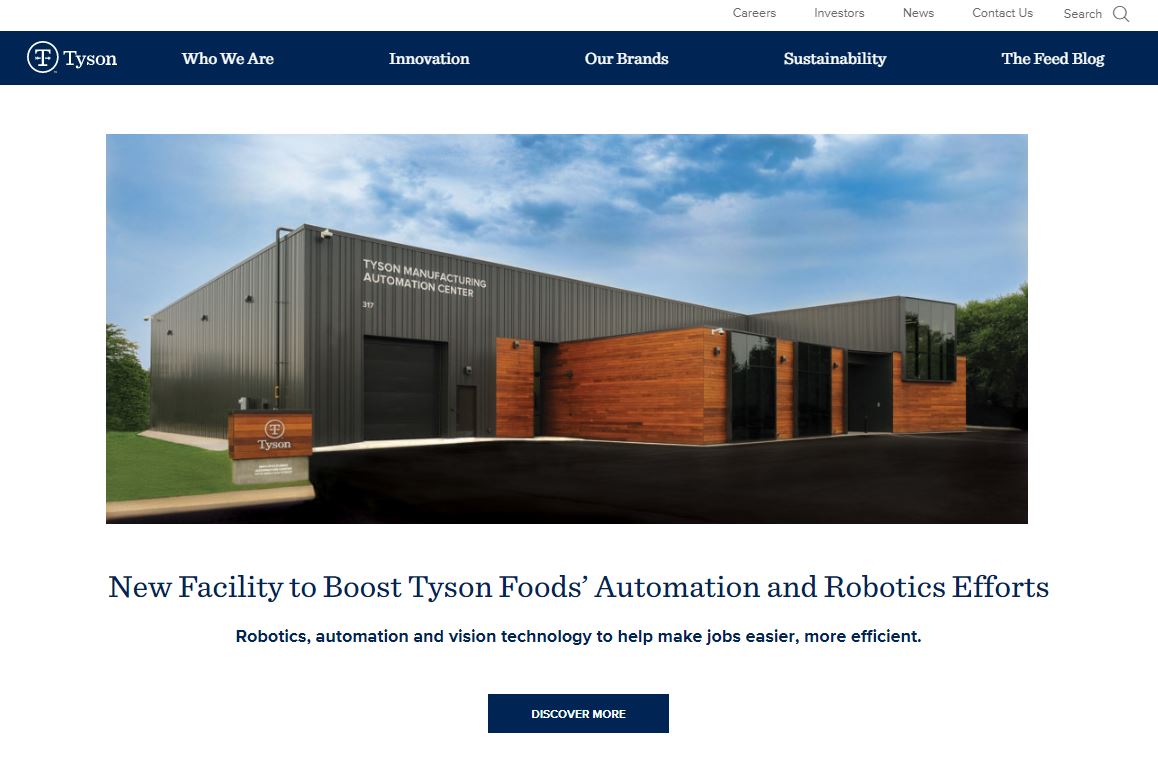 Careers Investors News Contact Us Search
Tyson Who We Are Innovation Our Brands Sustainability The Feed Blog
TYSON MANUFACTURING
AUTOMATION CENTER
317
Tyson
New Facility to Boost Tyson Foods’ Automation and Robotics Efforts
Robotics, automation and vision technology to help make jobs easier, more efficient.
DISCOVER MORE